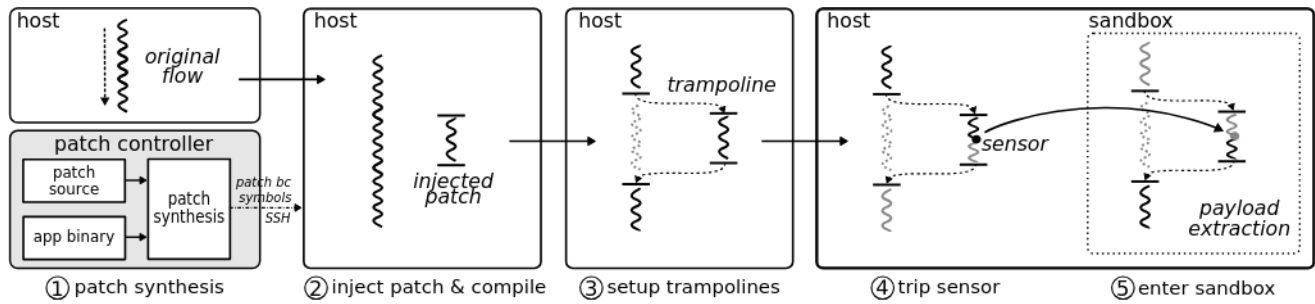 host
original
flow
patch controller
patch
source
app binary
patch
synthesis
patch bc
symbols
SSH
① patch synthesis
host
injected
patch
② inject patch & compile
host
trampoline
③ setup trampolines
host
sensor
④ trip sensor
sandbox
payload
extraction
⑤ enter sandbox